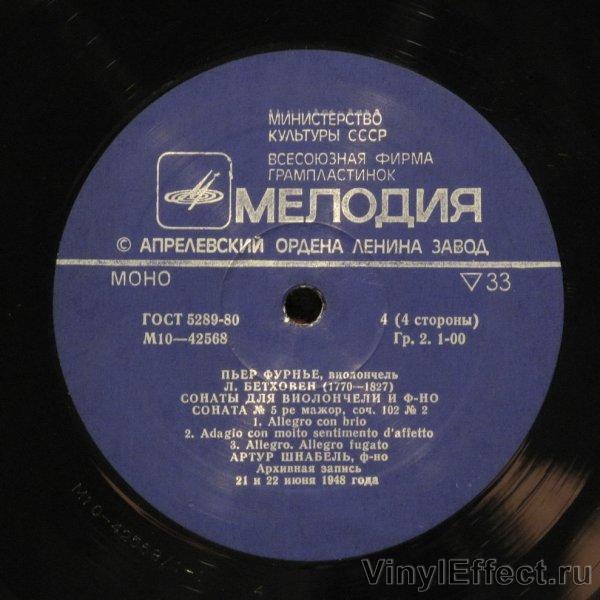 МИНИСТЕРСТВО
КУЛЬТУРЫ СССР
ВСЕСОЮЗНАЯ ФИРМА
ГРАМПЛАСТИНОК
МЕЛОДИЯ
© АПРЕЛЕВСКИЙ ОРДЕНА ЛЕНИНА ЗАВОД
МОНО ▽33
ГОСТ 5289-80 4 (4 стороны)
М10—42568 Гр. 2. 1-00
ПЬЕР ФУРНЬЕ, виолончель
Л. БЕТХОВЕН (1770—1827)
СОНАТЫ ДЛЯ ВИОЛОНЧЕЛИ И Ф-НО
СОНАТА № 5 ре мажор, соч. 102 № 2
1. Allegro con brio
2. Adagio con molto sentimento d'affetto
3. Allegro. Allegro fugato
АРТУР ШНАБЕЛЬ, ф-но
Архивная запись
21 и 22 июня 1948 года
VinylEffect.ru